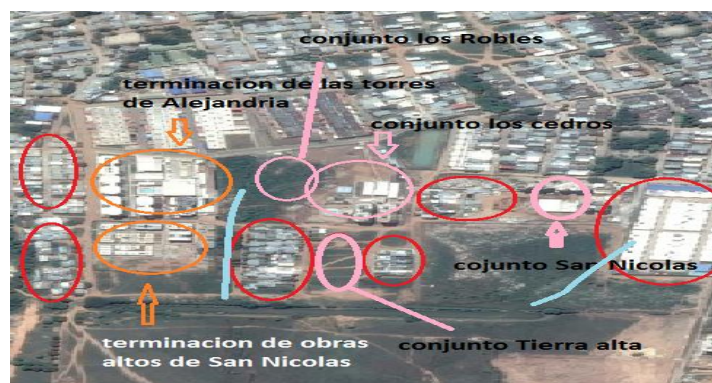 conjunto los Robles
terminacion de las torres
de Alejandria
conjunto los cedros
cojunto San Nicolas
terminacion de obras
altos de San Nicolas
conjunto Tierra alta